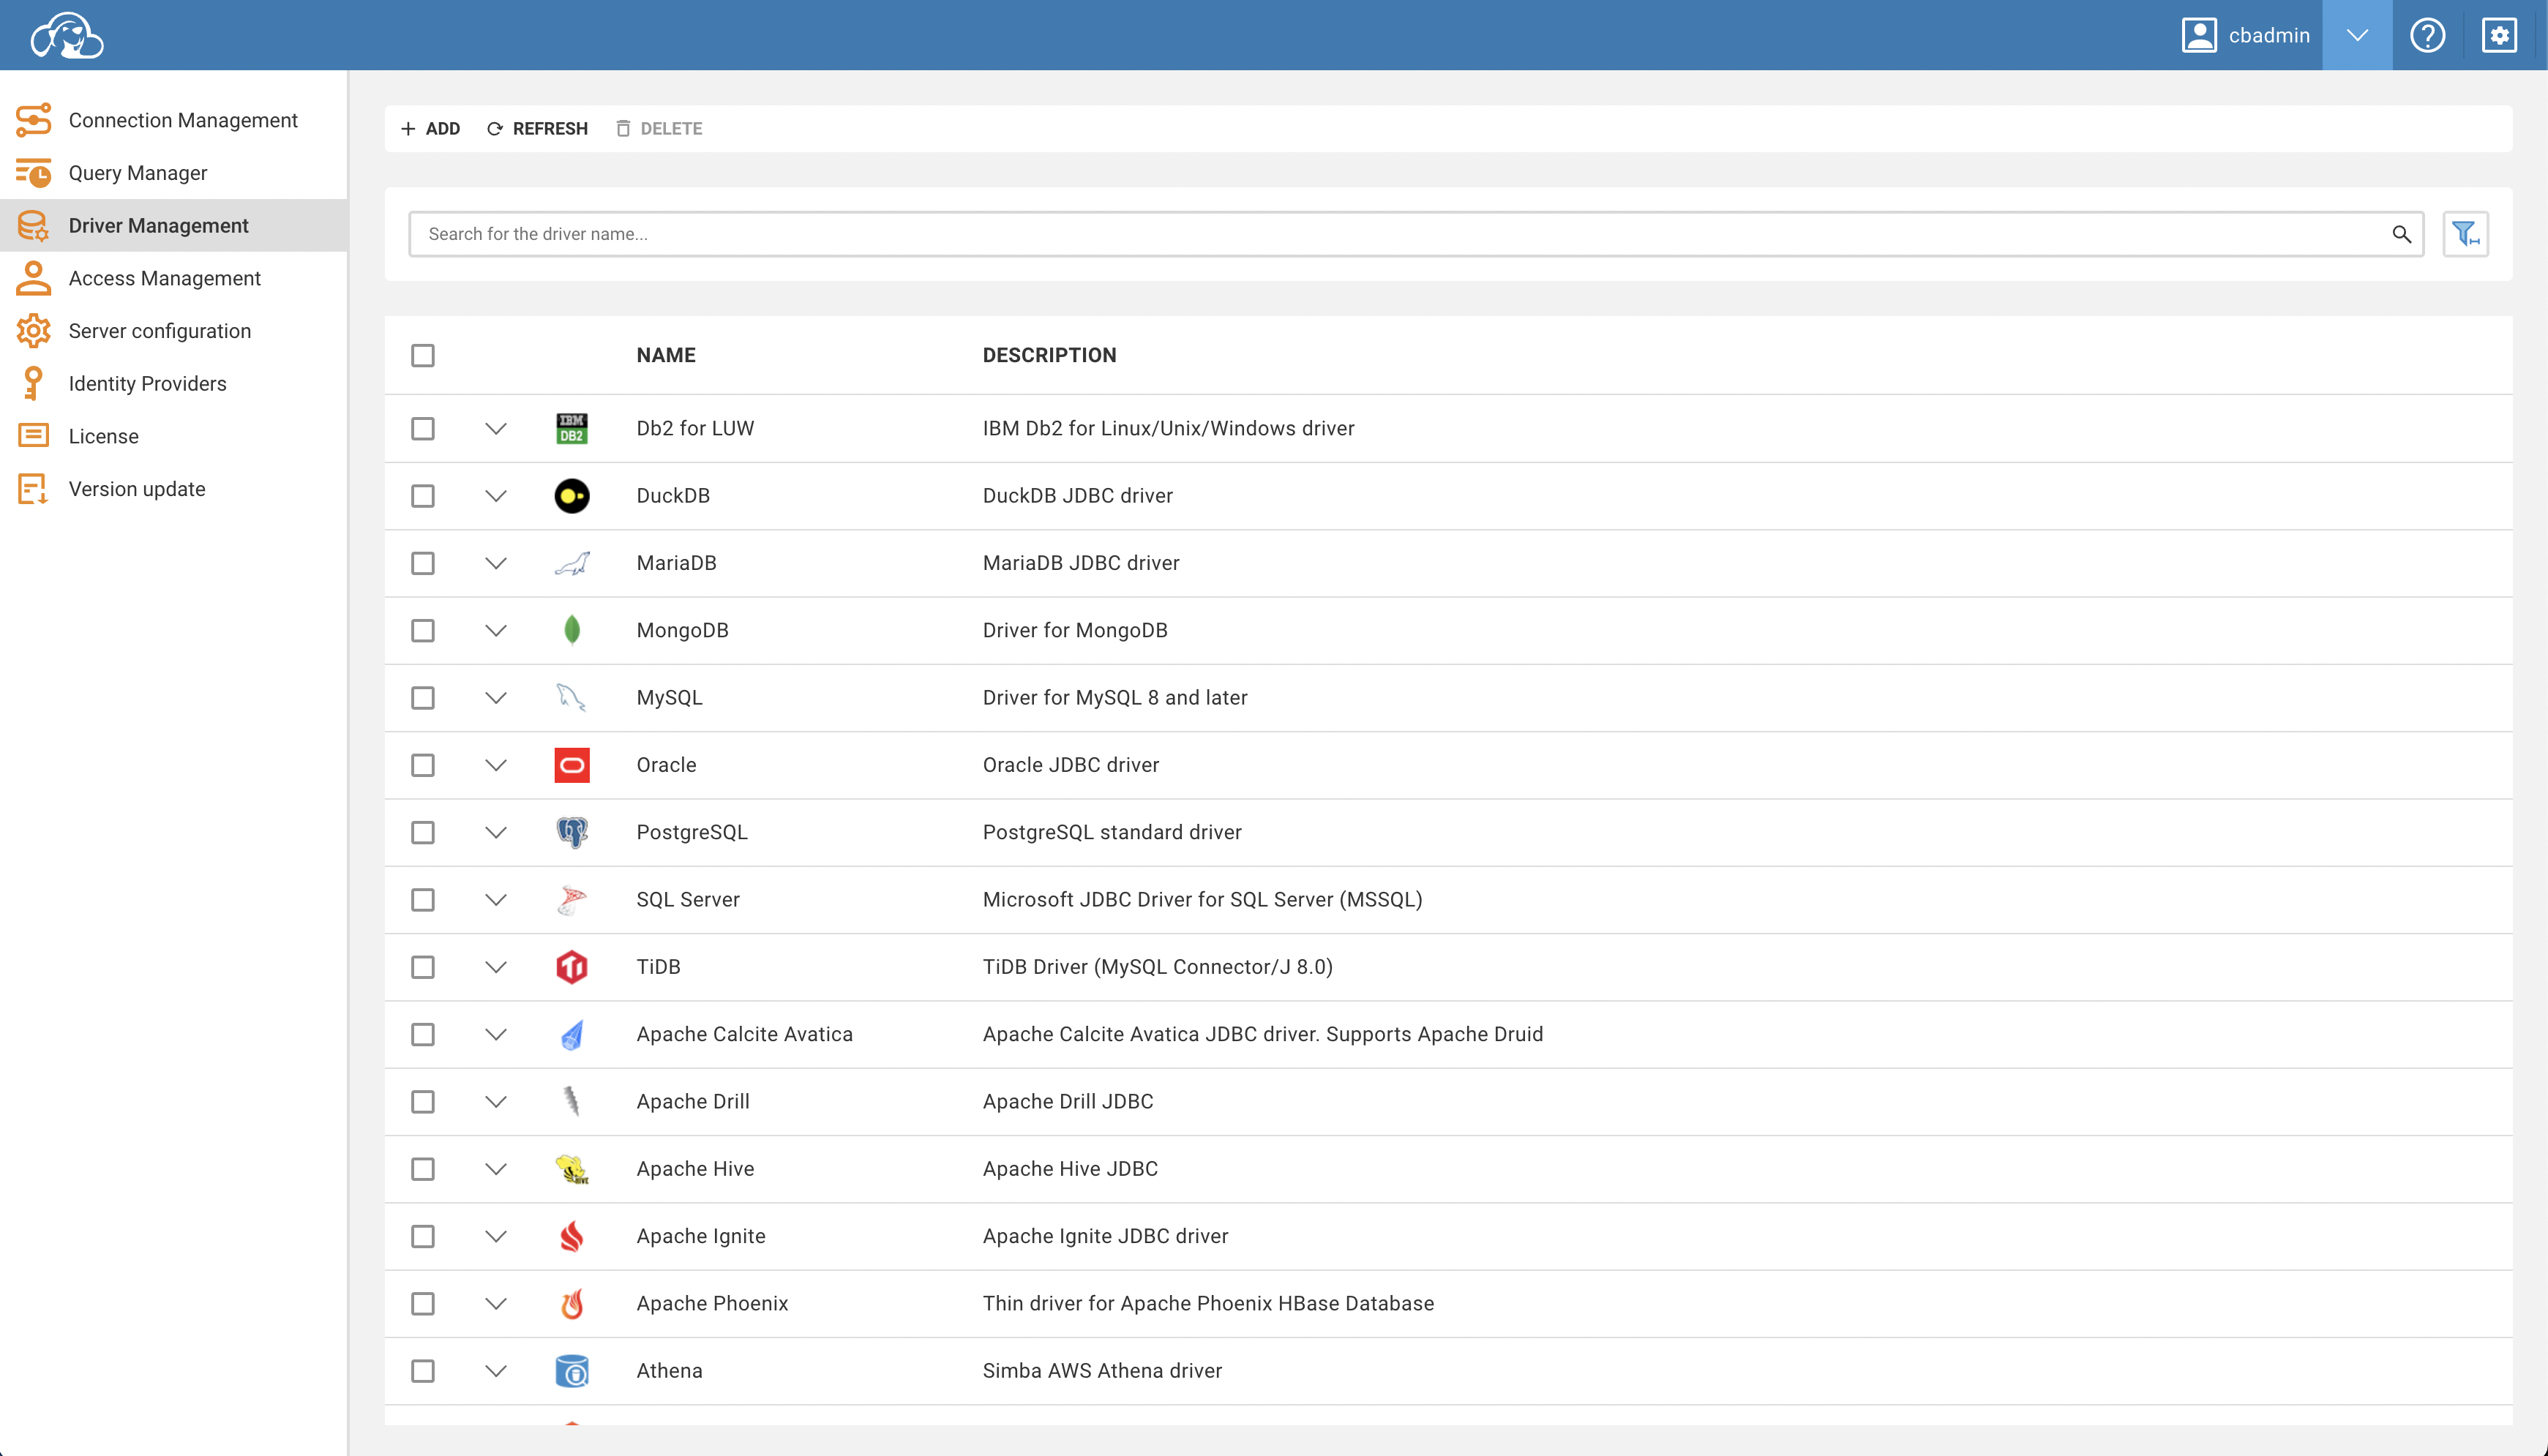 cbadmin
Connection Management
Query Manager
Driver Management
Access Management
Server configuration
Identity Providers
License
Version update
ADD REFRESH DELETE
Search for the driver name...
NAME DESCRIPTION
IBM DB2 Db2 for LUW IBM Db2 for Linux/Unix/Windows driver
DuckDB DuckDB JDBC driver
MariaDB MariaDB JDBC driver
MongoDB Driver for MongoDB
MySQL Driver for MySQL 8 and later
Oracle Oracle JDBC driver
PostgreSQL PostgreSQL standard driver
SQL Server Microsoft JDBC Driver for SQL Server (MSSQL)
TiDB TiDB Driver (MySQL Connector/J 8.0)
Apache Calcite Avatica Apache Calcite Avatica JDBC driver. Supports Apache Druid
Apache Drill Apache Drill JDBC
HIVE Apache Hive Apache Hive JDBC
Apache Ignite Apache Ignite JDBC driver
Apache Phoenix Thin driver for Apache Phoenix HBase Database
Athena Simba AWS Athena driver